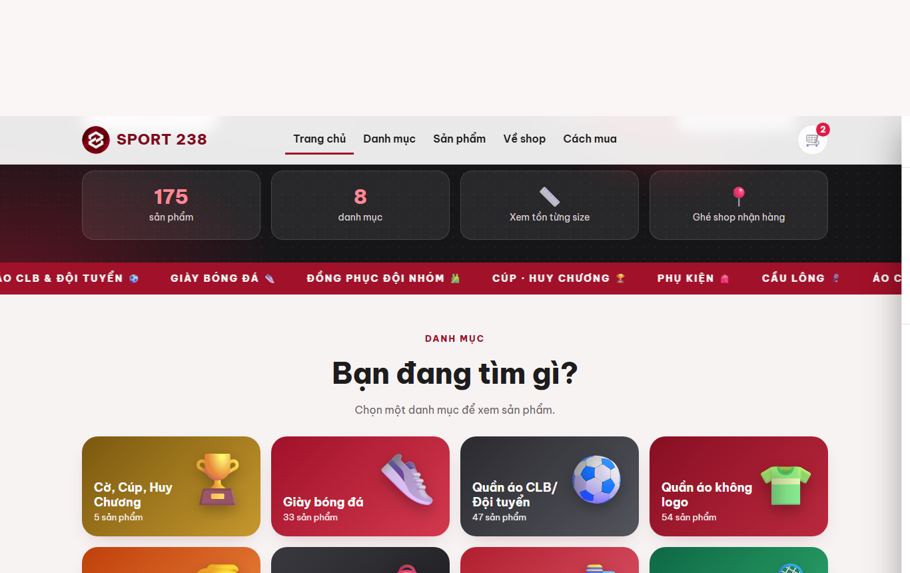 SPORT 238
Trang chủ
Danh mục
Sản phẩm
Về shop
Cách mua
2
175
sản phẩm
8
danh mục
Xem tồn từng size
Ghé shop nhận hàng
ÁO CLB & ĐỘI TUYỂN
GIÀY BÓNG ĐÁ
ĐỒNG PHỤC ĐỘI NHÓM
CÚP · HUY CHƯƠNG
PHỤ KIỆN
CẦU LÔNG
ÁO C
DANH MỤC
Bạn đang tìm gì?
Chọn một danh mục để xem sản phẩm.
Cờ, Cúp, Huy
Chương
5 sản phẩm
Giày bóng đá
33 sản phẩm
Quần áo CLB/
Đội tuyển
47 sản phẩm
Quần áo không
logo
54 sản phẩm